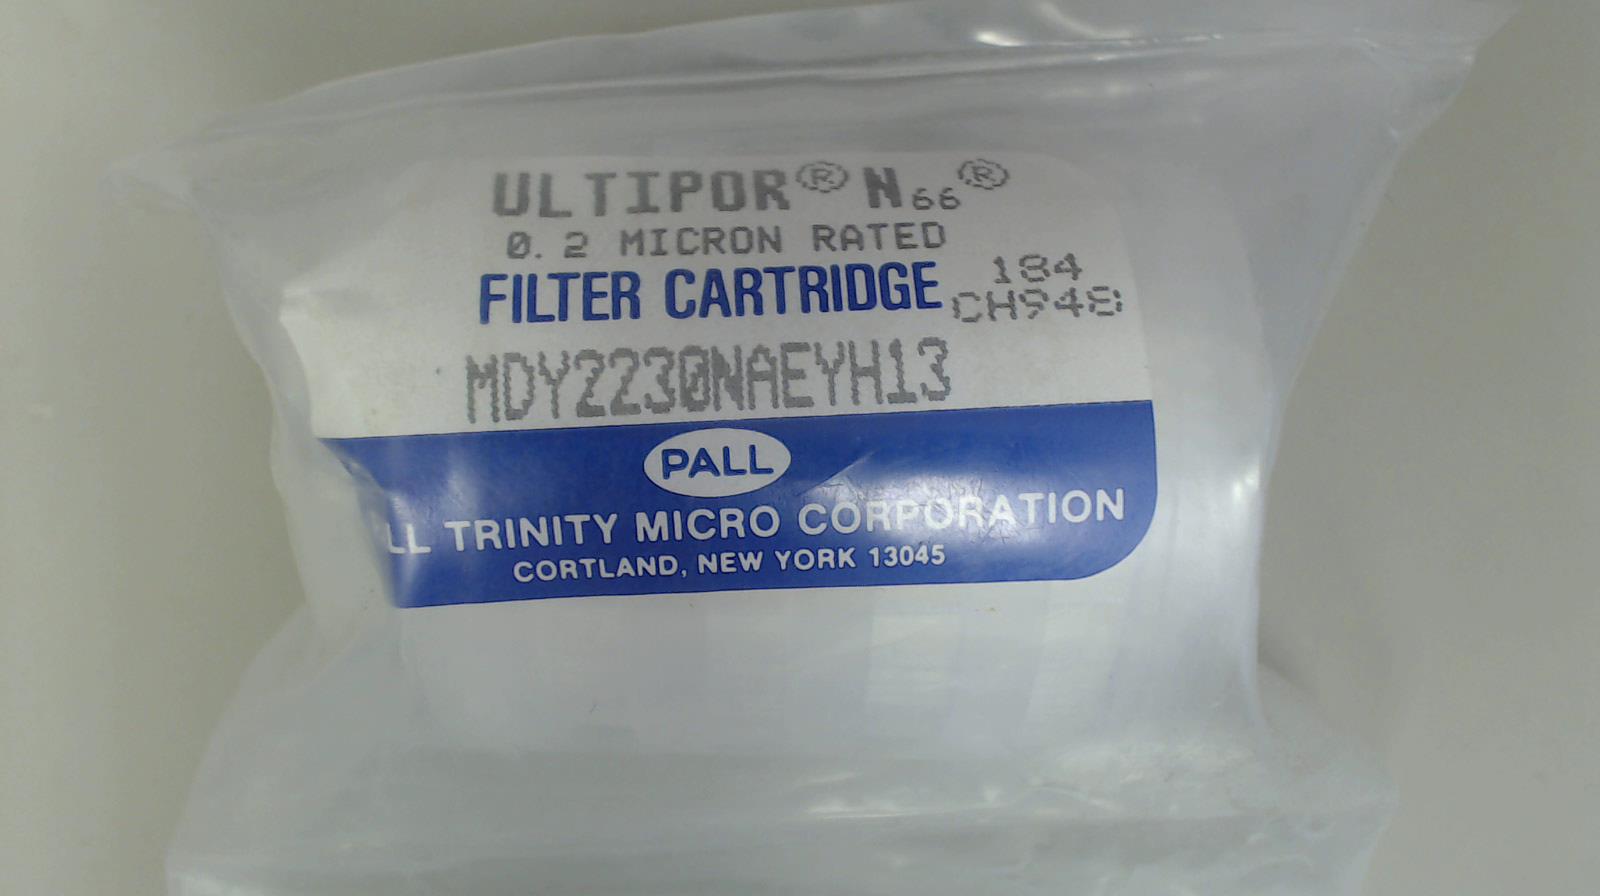 ULTIPOR® N66®
0.2 MICRON RATED
FILTER CARTRIDGE
184
CH948
MDY2230NAEYH13
PALL
LL TRINITY MICRO CORPORATION
CORTLAND, NEW YORK 13045